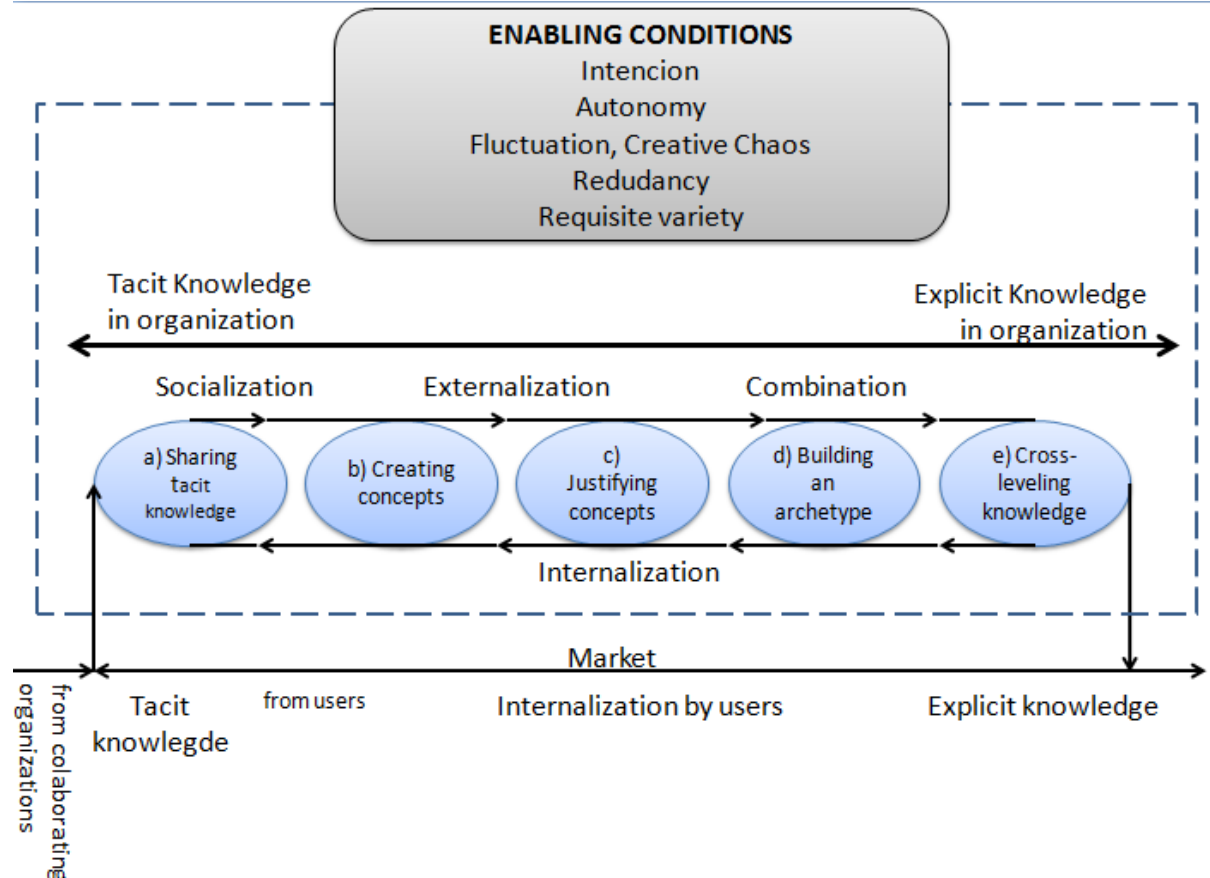 ENABLING CONDITIONS
Intencion
Autonomy
Fluctuation, Creative Chaos
Redudancy
Requisite variety
Tacit Knowledge
in organization
Explicit Knowledge
in organization
Socialization
Externalization
Combination
a) Sharing
tacit
knowledge
b) Creating
concepts
c)
Justifying
concepts
d) Building
an
archetype
e) Cross-
leveling
knowledge
Internalization
Market
from colaborating
organizations
Tacit
knowlegde
from users
Internalization by users
Explicit knowledge